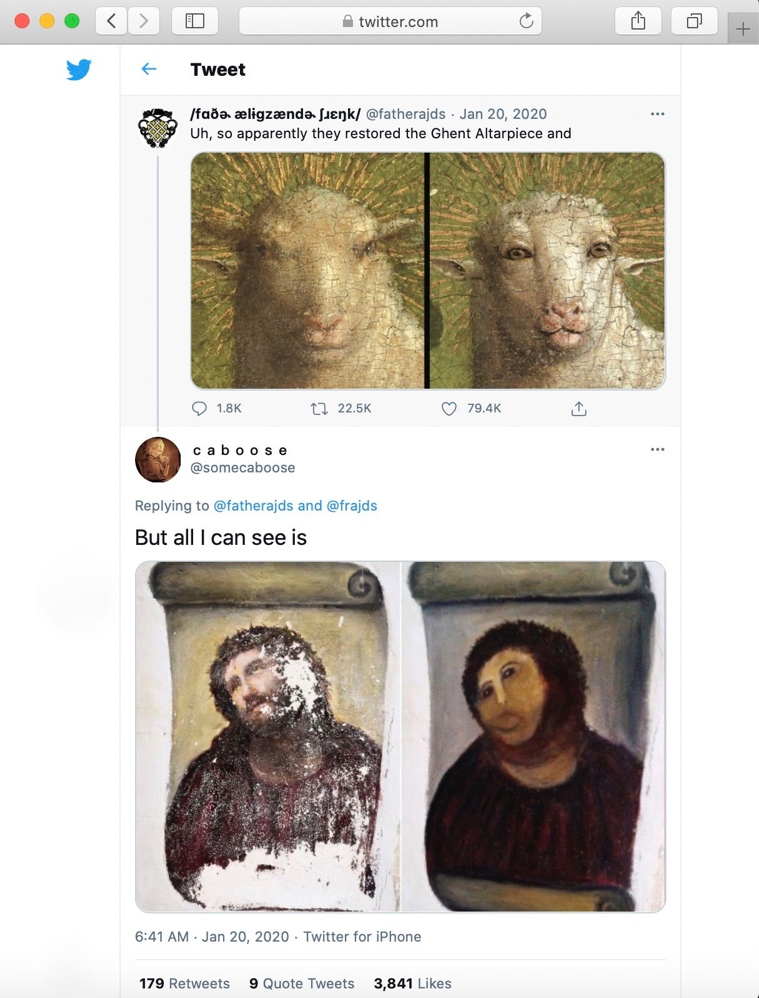 twitter.com
Tweet
/fɑðɚ ælɨgzændɚ ʃɹɛŋk/ @fatherajds · Jan 20, 2020
Uh, so apparently they restored the Ghent Altarpiece and
1.8K 22.5K 79.4K
c a b o o s e
@somecaboose
Replying to @fatherajds and @frajds
But all I can see is
6:41 AM · Jan 20, 2020 · Twitter for iPhone
179 Retweets 9 Quote Tweets 3,841 Likes